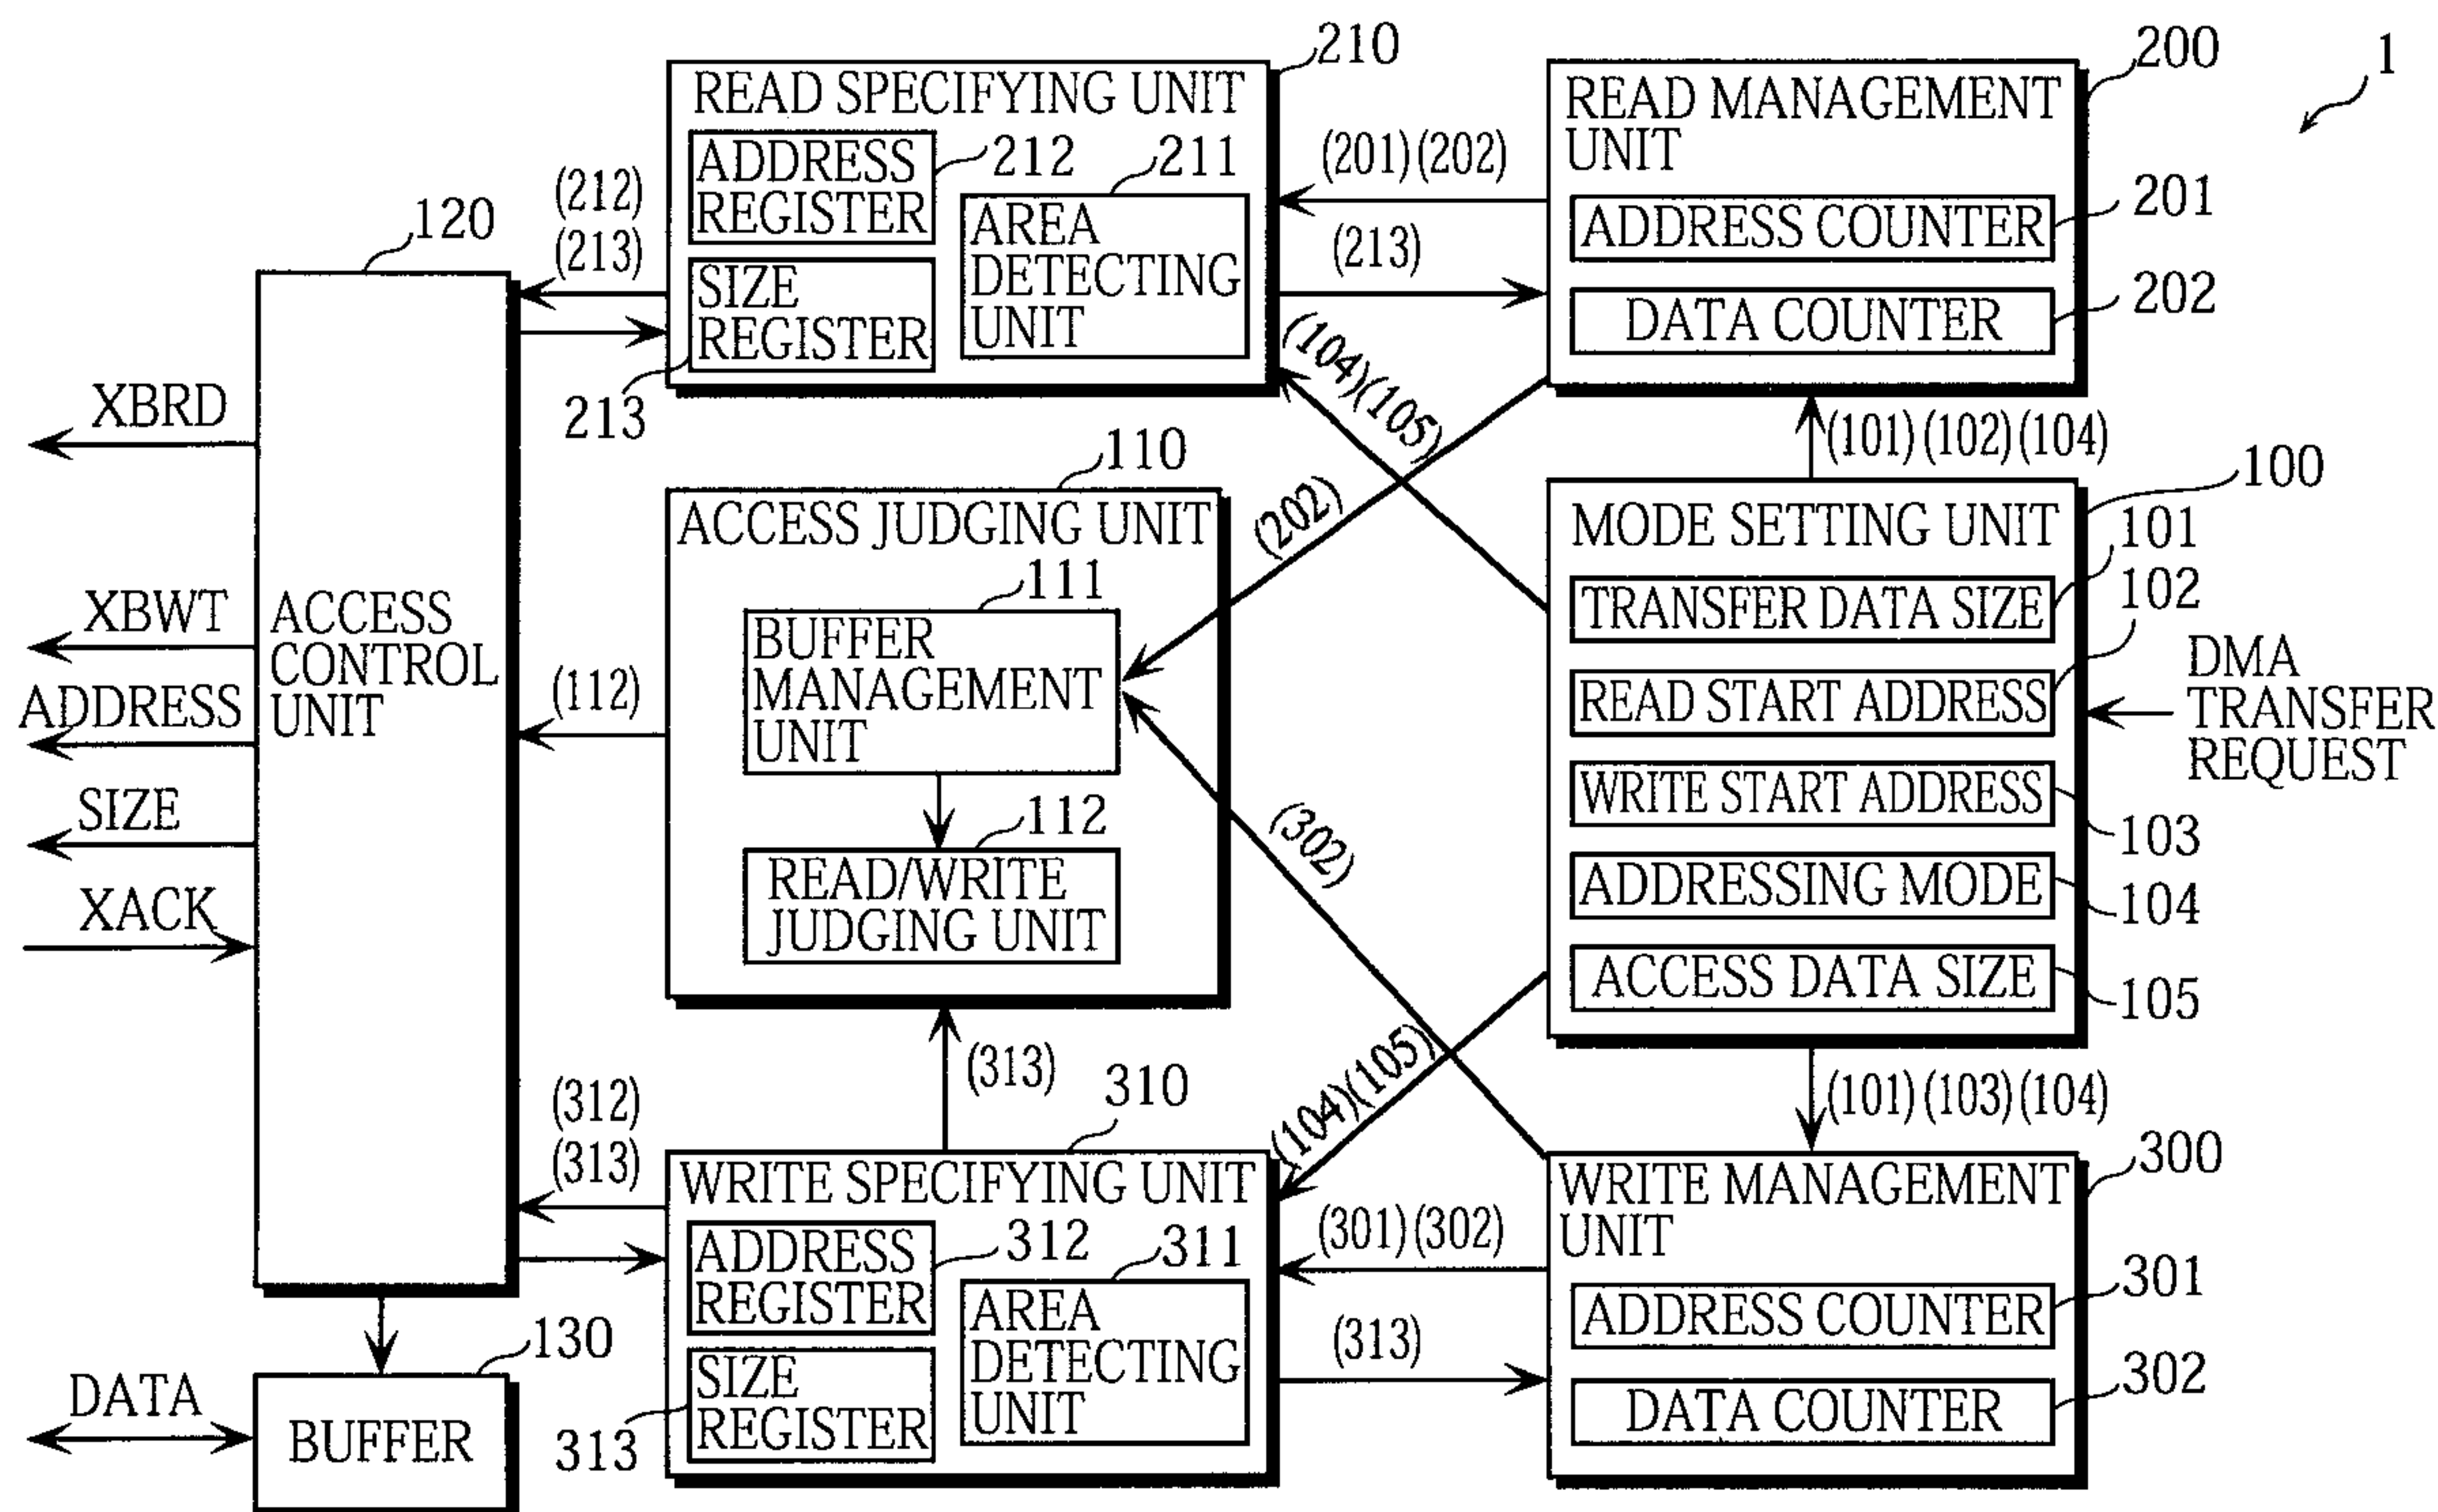 1
210
READ SPECIFYING UNIT
ADDRESS
REGISTER
212
SIZE
REGISTER
213
211
AREA
DETECTING
UNIT
200
READ MANAGEMENT
UNIT
ADDRESS COUNTER
201
DATA COUNTER
202
(201)(202)
(213)
(212)
(213)
120
ACCESS
CONTROL
UNIT
XBRD
XBWT
ADDRESS
SIZE
XACK
(104)(105)
(202)
(101)(102)(104)
110
ACCESS JUDGING UNIT
111
BUFFER
MANAGEMENT
UNIT
112
READ/WRITE
JUDGING UNIT
(112)
100
MODE SETTING UNIT
101
TRANSFER DATA SIZE
102
READ START ADDRESS
WRITE START ADDRESS
103
ADDRESSING MODE
104
ACCESS DATA SIZE
105
DMA
TRANSFER
REQUEST
(302)
(313)
(104)(105)
(101)(103)(104)
(312)
(313)
310
WRITE SPECIFYING UNIT
ADDRESS
REGISTER
312
SIZE
REGISTER
313
311
AREA
DETECTING
UNIT
(301)(302)
(313)
300
WRITE MANAGEMENT
UNIT
ADDRESS COUNTER
301
DATA COUNTER
302
130
BUFFER
DATA